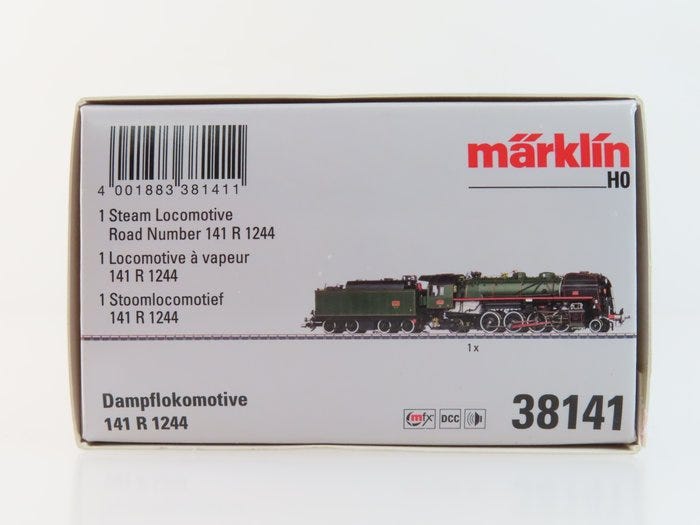 märklin
H0
4 001883 381411
1 Steam Locomotive
Road Number 141 R 1244
1 Locomotive à vapeur
141 R 1244
1 Stoomlocomotief
141 R 1244
1 x
Dampflokomotive
141 R 1244
mfx DCC
38141